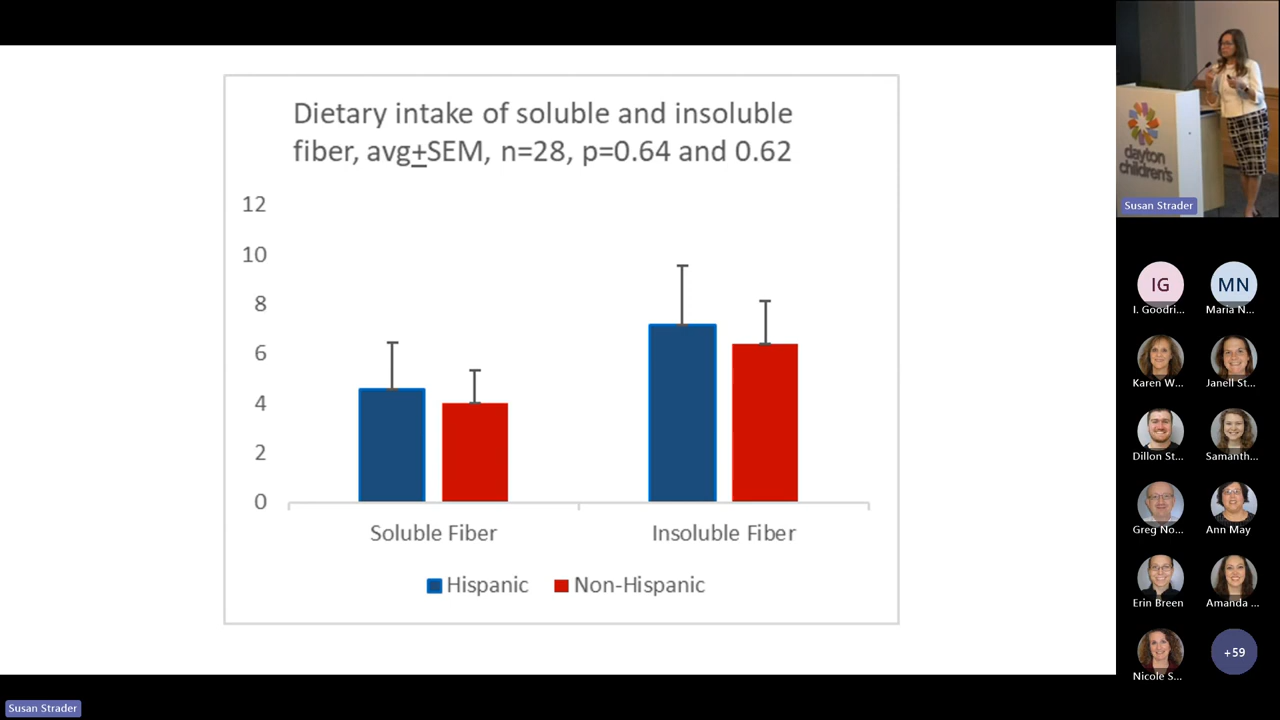 Dietary intake of soluble and insoluble
fiber, avg±SEM, n=28, p=0.64 and 0.62
12
10
8
6
4
2
0
Soluble Fiber
Insoluble Fiber
Hispanic
Non-Hispanic
dayton
children's
Susan Strader
IG
MN
I. Goodri...
Maria N...
Karen W...
Janell St...
Dillon St...
Samanth...
Greg No...
Ann May
Erin Breen
Amanda ...
Nicole S...
+59
Susan Strader